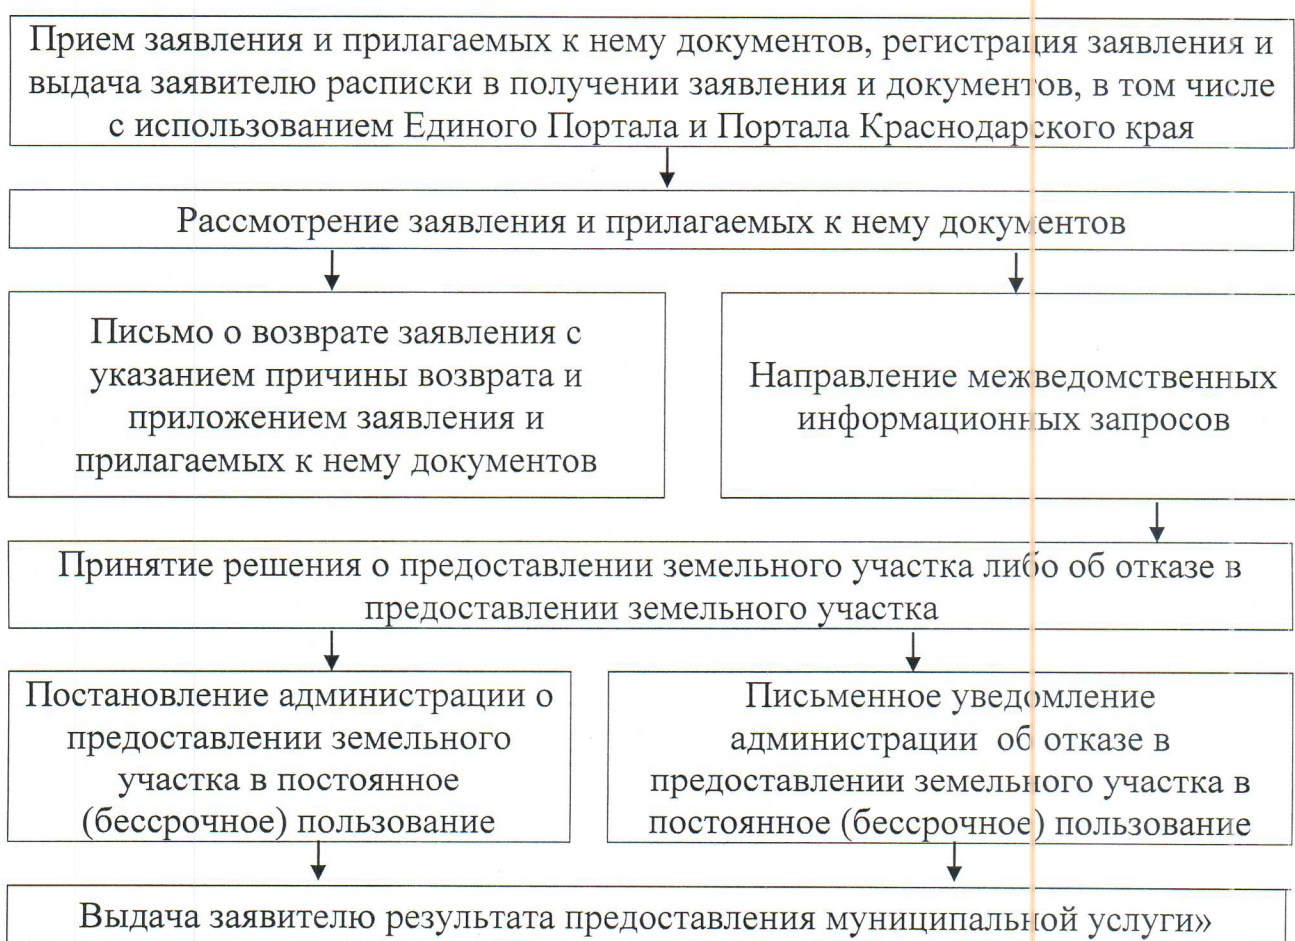 Прием заявления и прилагаемых к нему документов, регистрация заявления и
выдача заявителю расписки в получении заявления и документов, в том числе
с использованием Единого Портала и Портала Краснодарского края
Рассмотрение заявления и прилагаемых к нему документов
Письмо о возврате заявления с
указанием причины возврата и
приложением заявления и
прилагаемых к нему документов
Направление межведомственных
информационных запросов
Принятие решения о предоставлении земельного участка либо об отказе в
предоставлении земельного участка
Постановление администрации о
предоставлении земельного
участка в постоянное
(бессрочное) пользование
Письменное уведомление
администрации об отказе в
предоставлении земельного участка в
постоянное (бессрочное) пользование
Выдача заявителю результата предоставления муниципальной услуги»